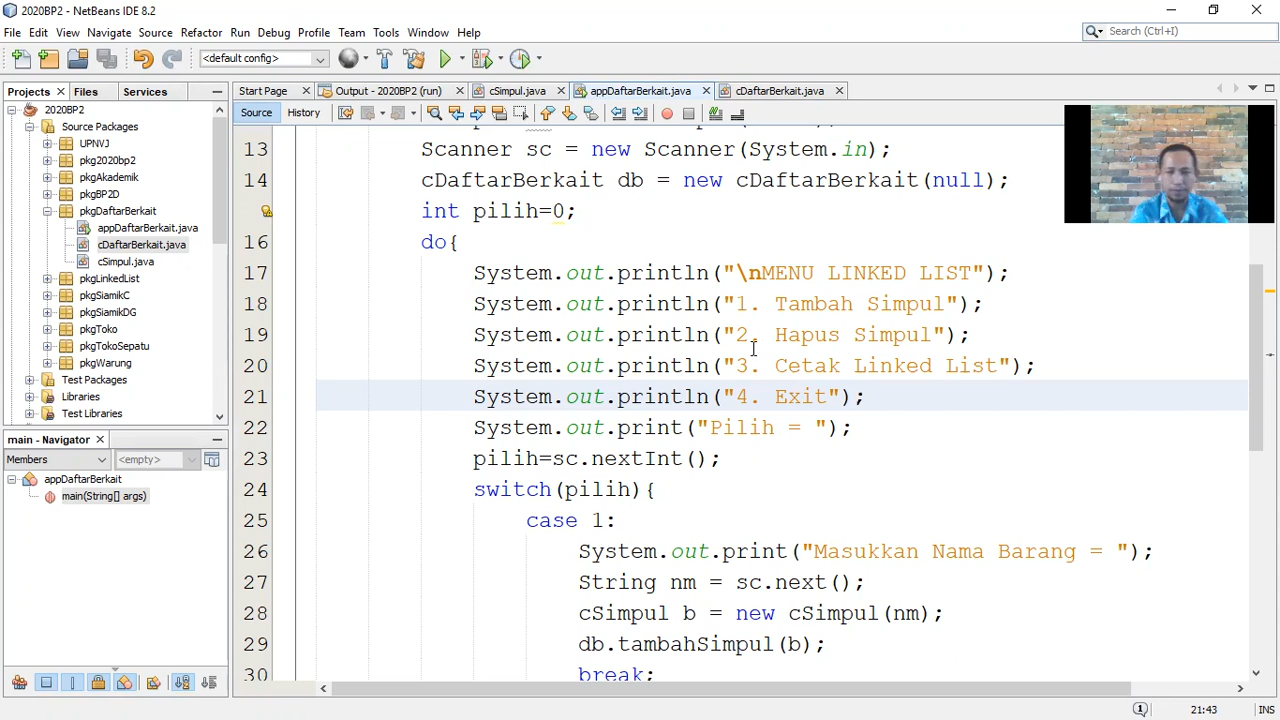 2020BP2 - NetBeans IDE 8.2
File Edit View Navigate Source Refactor Run Debug Profile Team Tools Window Help
Search (Ctrl+I)
<default config>
Projects Files Services
Start Page Output - 2020BP2 (run) cSimpul.java appDaftarBerkait.java cDaftarBerkait.java
Source History
2020BP2
Source Packages
UPNVJ
pkg2020bp2
pkgAkademik
pkgBP2D
pkgDaftarBerkait
appDaftarBerkait.java
cDaftarBerkait.java
cSimpul.java
pkgLinkedList
pkgSiamikC
pkgSiamikDG
pkgToko
pkgTokoSepatu
pkgWarung
Test Packages
Libraries
Test Libraries
main - Navigator
Members <empty>
appDaftarBerkait
main(String[] args)
13 Scanner sc = new Scanner(System.in);
14 cDaftarBerkait db = new cDaftarBerkait(null);
int pilih=0;
16 do{
17 System.out.println("\nMENU LINKED LIST");
18 System.out.println("1. Tambah Simpul");
19 System.out.println("2. Hapus Simpul");
20 System.out.println("3. Cetak Linked List");
21 System.out.println("4. Exit");
22 System.out.print("Pilih = ");
23 pilih=sc.nextInt();
24 switch(pilih){
25 case 1:
26 System.out.print("Masukkan Nama Barang = ");
27 String nm = sc.next();
28 cSimpul b = new cSimpul(nm);
29 db.tambahSimpul(b);
30 break;
21:43 INS